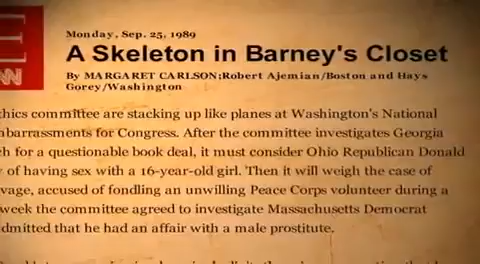 Monday, Sep. 25, 1989
A Skeleton in Barney's Closet
By MARGARET CARLSON;Robert Ajemian/Boston and Hays
Gorey/Washington
thics committee are stacking up like planes at Washington's National
nbarrassments for Congress. After the committee investigates Georgia
ch for a questionable book deal, it must consider Ohio Republican Donald
of having sex with a 16-year-old girl. Then it will weigh the case of
vage, accused of fondling an unwilling Peace Corps volunteer during a
week the committee agreed to investigate Massachusetts Democrat
dmitted that he had an affair with a male prostitute.